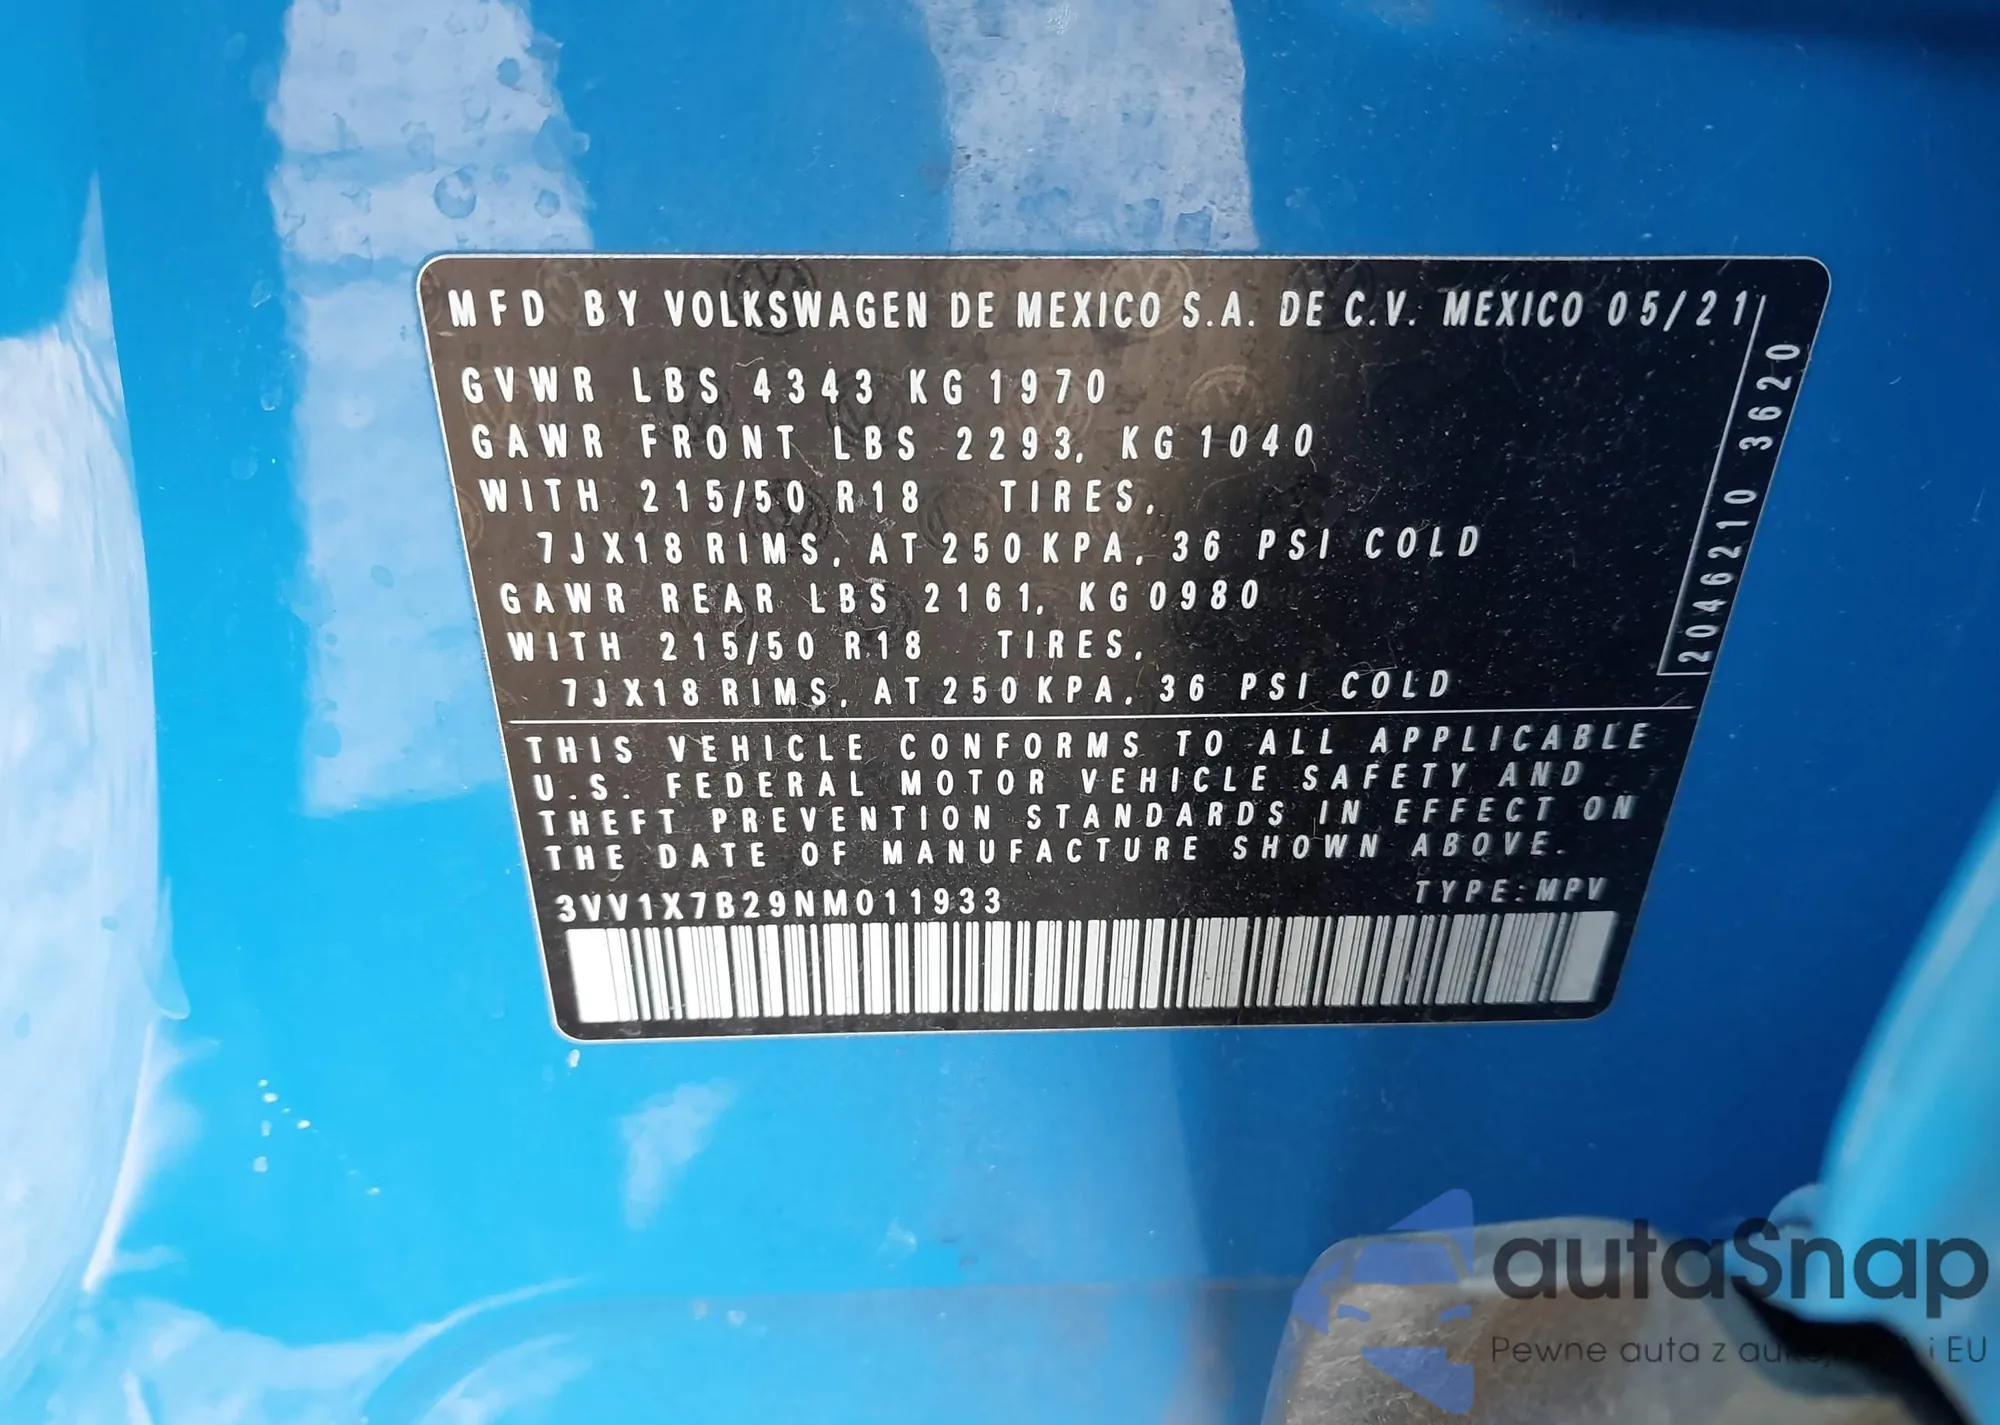 MFD BY VOLKSWAGEN DE MEXICO S.A. DE C.V. MEXICO 05/21
GVWR LBS 4343 KG 1970
GAWR FRONT LBS 2293, KG 1040
WITH 215/50 R18 TIRES,
7JX18 RIMS, AT 250 KPA, 36 PSI COLD
GAWR REAR LBS 2161, KG 0980
WITH 215/50 R18 TIRES,
7JX18 RIMS, AT 250 KPA, 36 PSI COLD
2046210 3620
THIS VEHICLE CONFORMS TO ALL APPLICABLE
U.S. FEDERAL MOTOR VEHICLE SAFETY AND
THEFT PREVENTION STANDARDS IN EFFECT ON
THE DATE OF MANUFACTURE SHOWN ABOVE.
3VV1X7B29NM011933 TYPE: MPV
autaSnap
Pewne auta z i EU